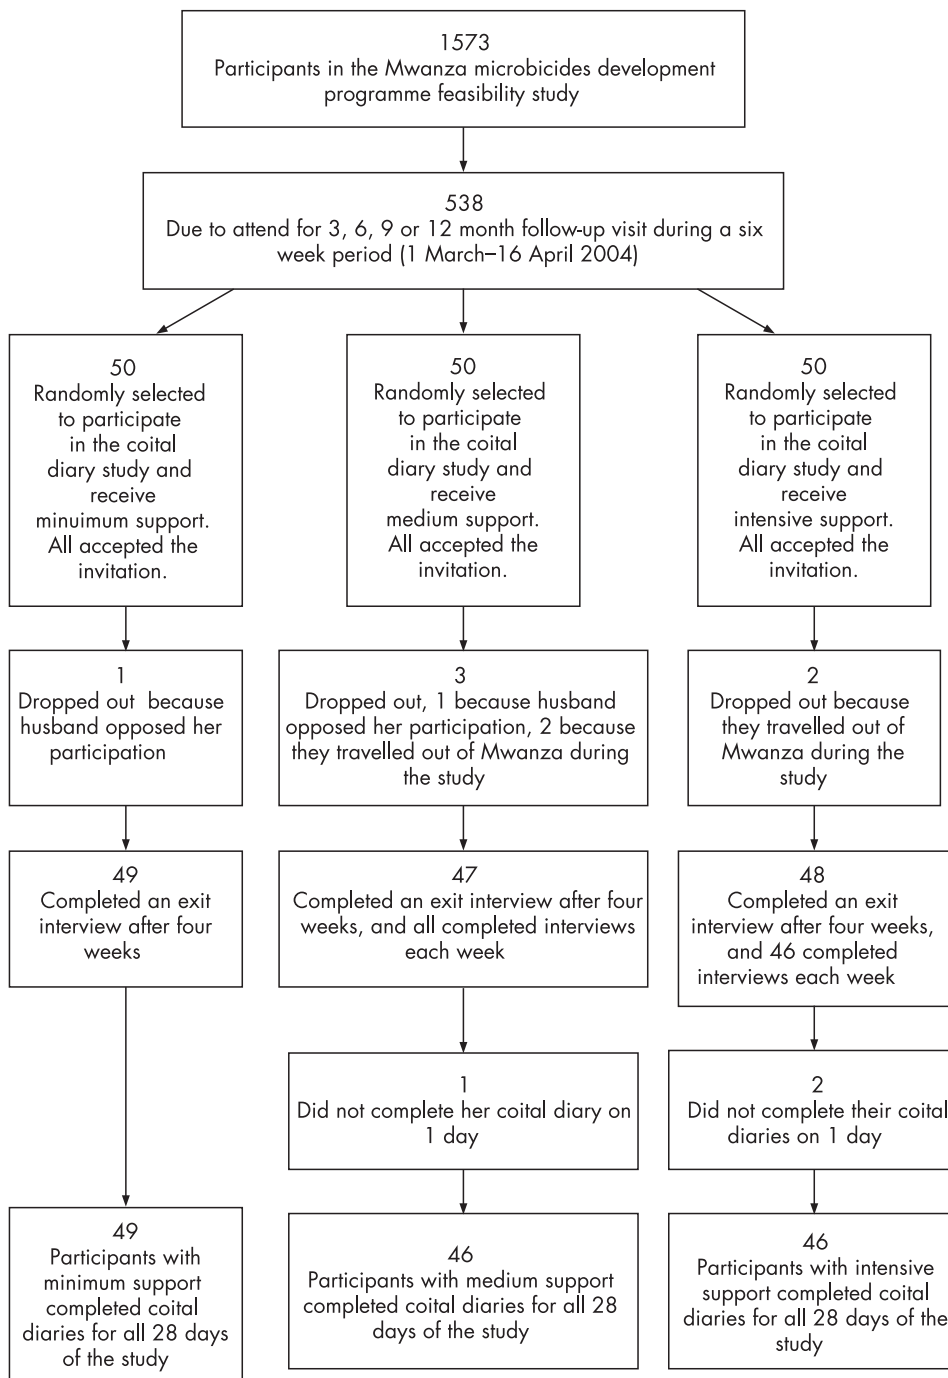 1573
Participants in the Mwanza microbicides development
programme feasibility study
538
Due to attend for 3, 6, 9 or 12 month follow-up visit during a six
week period (1 March–16 April 2004)
50
Randomly selected
to participate
in the coital
diary study and
receive
minuimum support.
All accepted the
invitation.
50
Randomly selected
to participate
in the coital
diary study and
receive
medium support.
All accepted the
invitation.
50
Randomly selected
to participate
in the coital
diary study and
receive
intensive support.
All accepted the
invitation.
1
Dropped out because
husband opposed her
participation
3
Dropped out, 1 because husband
opposed her participation, 2 because
they travelled out of Mwanza during
the study
2
Dropped out because
they travelled out of
Mwanza during the
study
49
Completed an exit
interview after four
weeks
47
Completed an exit interview after four
weeks, and all completed interviews
each week
48
Completed an exit
interview after four weeks,
and 46 completed
interviews each week
1
Did not complete her coital diary on
1 day
2
Did not complete their coital
diaries on 1 day
49
Participants with
minimum support
completed coital
diaries for all 28 days
of the study
46
Participants with medium support
completed coital diaries for all 28
days of the study
46
Participants with intensive
support completed coital
diaries for all 28 days of the
study